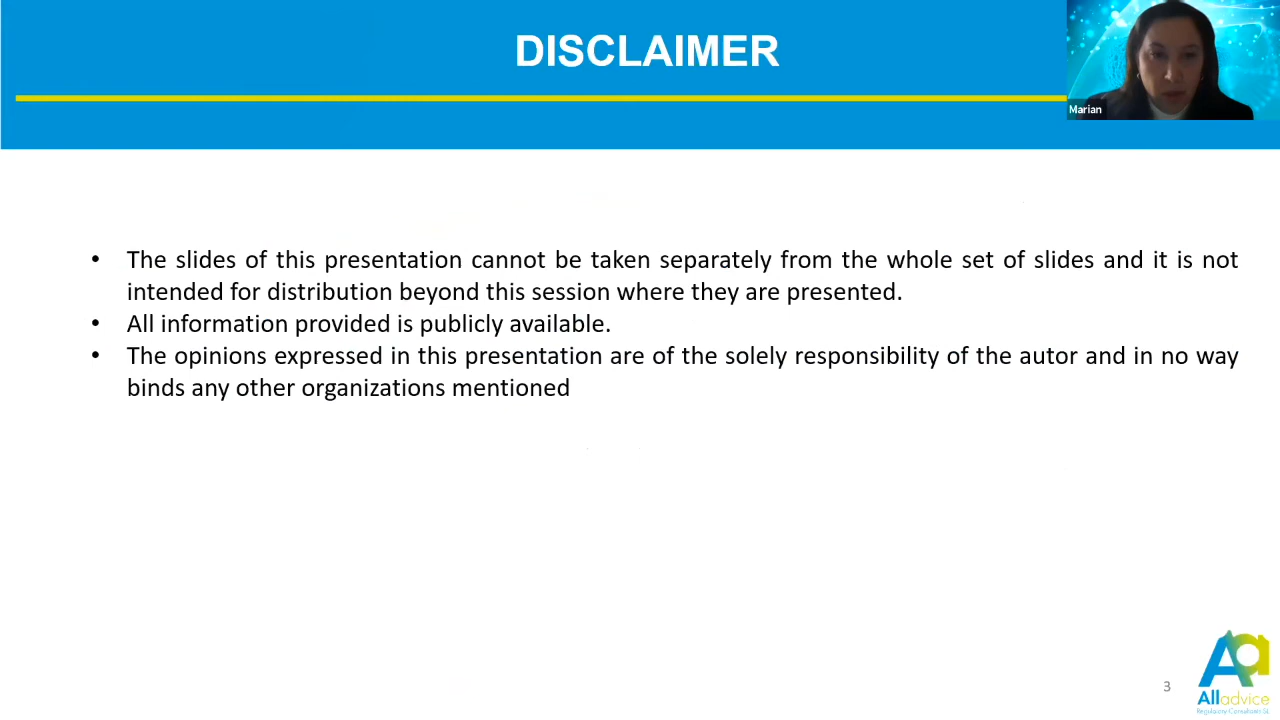 DISCLAIMER
Marian
• The slides of this presentation cannot be taken separately from the whole set of slides and it is not
intended for distribution beyond this session where they are presented.
• All information provided is publicly available.
• The opinions expressed in this presentation are of the solely responsibility of the autor and in no way
binds any other organizations mentioned
3
Alladvice
Regulatory Consultants SL